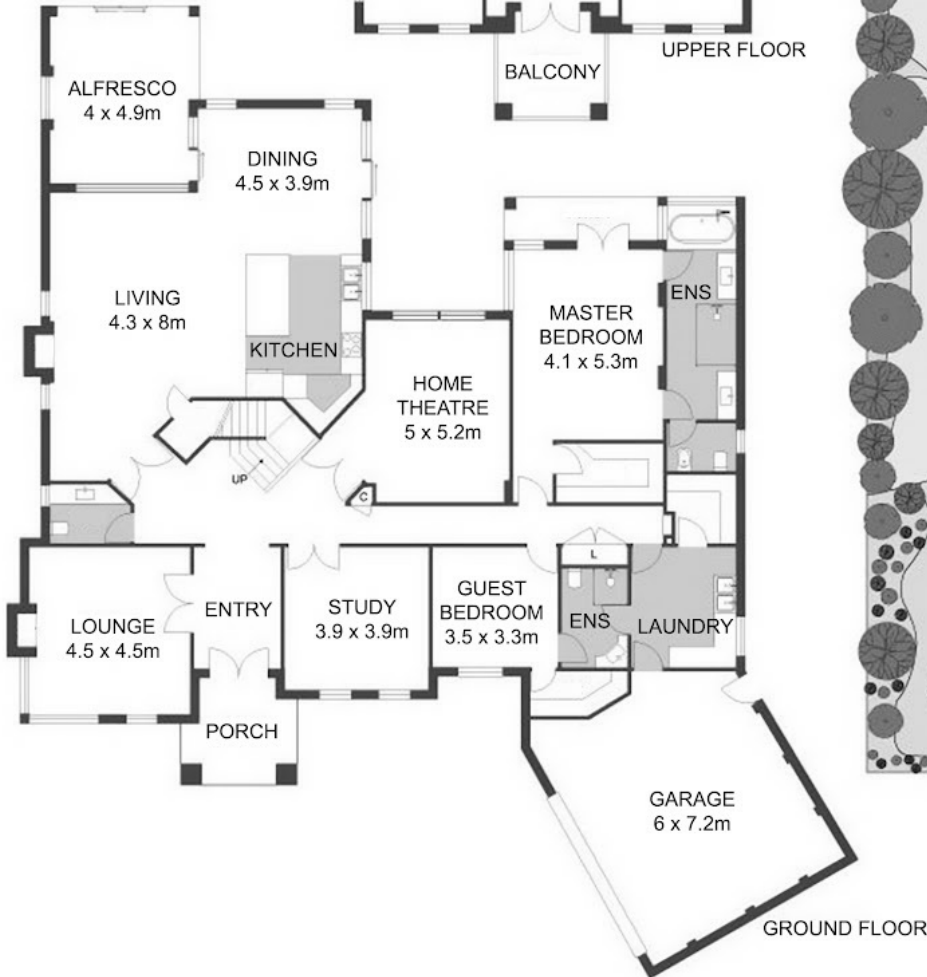 UPPER FLOOR
BALCONY
ALFRESCO
4 x 4.9m
DINING
4.5 x 3.9m
LIVING
4.3 x 8m
KITCHEN
MASTER
BEDROOM
4.1 x 5.3m
ENS
HOME
THEATRE
5 x 5.2m
UP
C
L
LOUNGE
4.5 x 4.5m
ENTRY
STUDY
3.9 x 3.9m
GUEST
BEDROOM
3.5 x 3.3m
ENS
LAUNDRY
PORCH
GARAGE
6 x 7.2m
GROUND FLOOR